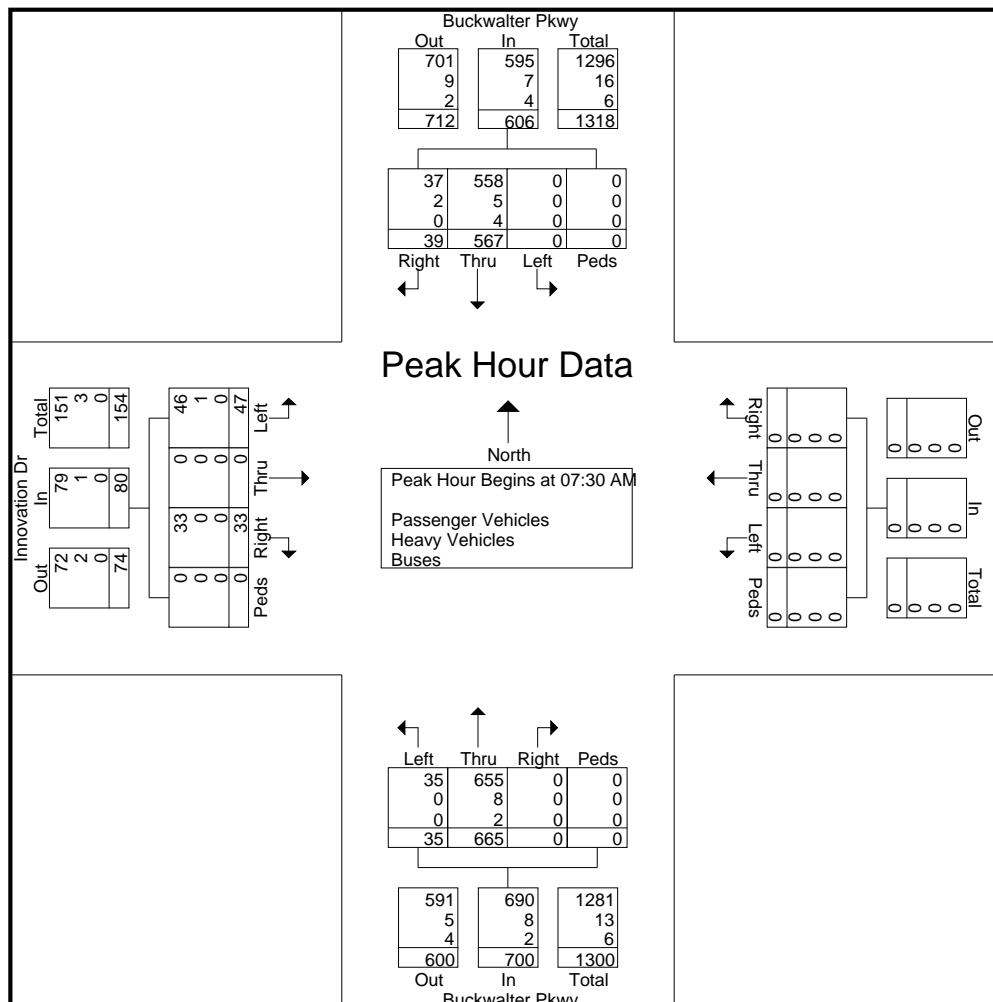 Buckwalter Pkwy
Out In Total
701 595 1296
9 7 16
2 4 6
712 606 1318
37 558 0 0
2 5 0 0
0 4 0 0
39 567 0 0
Right Thru Left Peds
Peak Hour Data
North
Peak Hour Begins at 07:30 AM
Passenger Vehicles
Heavy Vehicles
Buses
Innovation Dr
Out In Total
72 79 151
2 1 3
0 0 0
74 80 154
46 0 33 0
1 0 0 0
0 0 0 0
47 0 33 0
Left Thru Right Peds
Right Thru Left Peds
0 0 0 0
0 0 0 0
0 0 0 0
0 0 0 0
Out In Total
0 0 0
0 0 0
0 0 0
0 0 0
Left Thru Right Peds
35 655 0 0
0 8 0 0
0 2 0 0
35 665 0 0
591 690 1281
5 8 13
4 2 6
600 700 1300
Out In Total
Buckwalter Pkwy